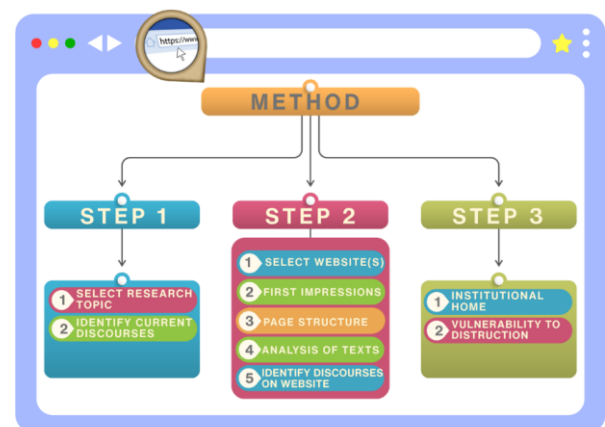 https://www
METHOD
STEP 1
STEP 2
STEP 3
1 SELECT RESEARCH
TOPIC
2 IDENTIFY CURRENT
DISCOURSES
1 SELECT WEBSITE(S)
2 FIRST IMPRESSIONS
3 PAGE STRUCTURE
4 ANALYSIS OF TEXTS
5 IDENTIFY DISCOURSES
ON WEBSITE
1 INSTITUTIONAL
HOME
2 VULNERABILITY TO
DISTRUCTION